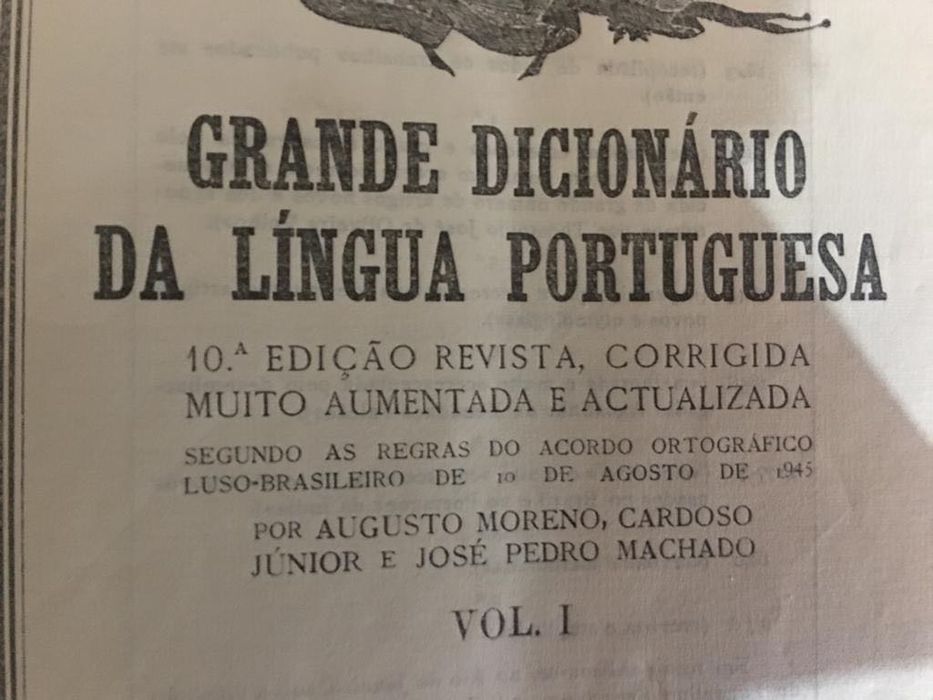 GRANDE DICIONÁRIO
DA LÍNGUA PORTUGUESA
10.ᴬ EDIÇÃO REVISTA, CORRIGIDA
MUITO AUMENTADA E ACTUALIZADA
SEGUNDO AS REGRAS DO ACORDO ORTOGRÁFICO
LUSO-BRASILEIRO DE 10 DE AGOSTO DE 1945
POR AUGUSTO MORENO, CARDOSO
JÚNIOR E JOSÉ PEDRO MACHADO
VOL. I